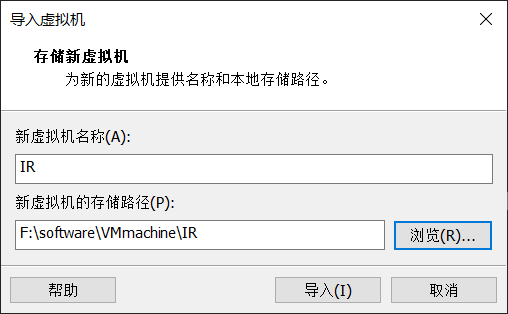 导入虚拟机
存储新虚拟机
为新的虚拟机提供名称和本地存储路径。
新虚拟机名称(A):
IR
新虚拟机的存储路径(P):
F:\software\VMmachine\IR
浏览(R)...
帮助
导入(I)
取消